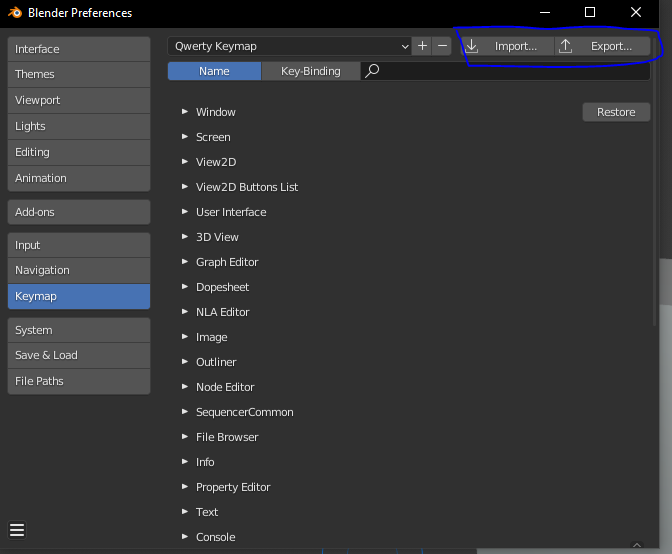 Blender Preferences
Interface
Themes
Viewport
Lights
Editing
Animation
Add-ons
Input
Navigation
Keymap
System
Save & Load
File Paths
Qwerty Keymap
Import...
Export...
Name
Key-Binding
Window
Restore
Screen
View2D
View2D Buttons List
User Interface
3D View
Graph Editor
Dopesheet
NLA Editor
Image
Outliner
Node Editor
SequencerCommon
File Browser
Info
Property Editor
Text
Console